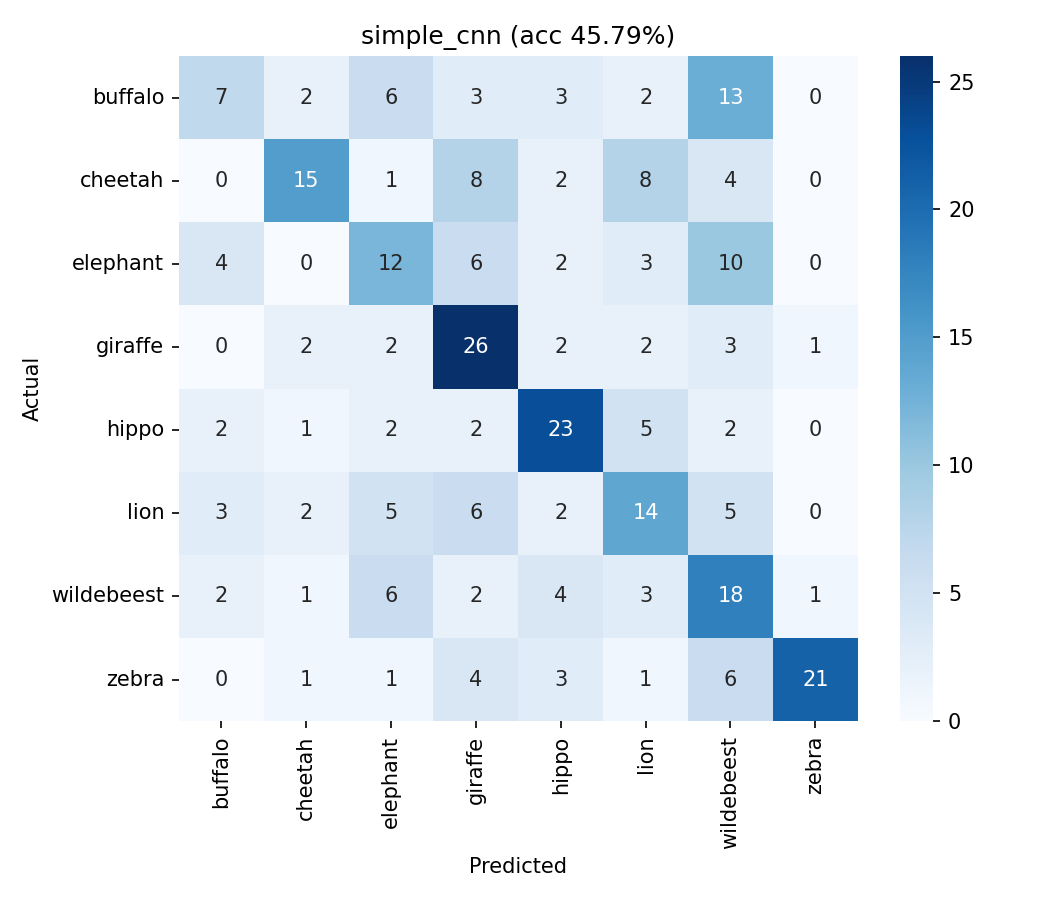 simple_cnn (acc 45.79%)
buffalo 7 2 6 3 3 2 13 0
cheetah 0 15 1 8 2 8 4 0
elephant 4 0 12 6 2 3 10 0
giraffe 0 2 2 26 2 2 3 1
hippo 2 1 2 2 23 5 2 0
lion 3 2 5 6 2 14 5 0
wildebeest 2 1 6 2 4 3 18 1
zebra 0 1 1 4 3 1 6 21
Actual
buffalo cheetah elephant giraffe hippo lion wildebeest zebra
Predicted
25
20
15
10
5
0